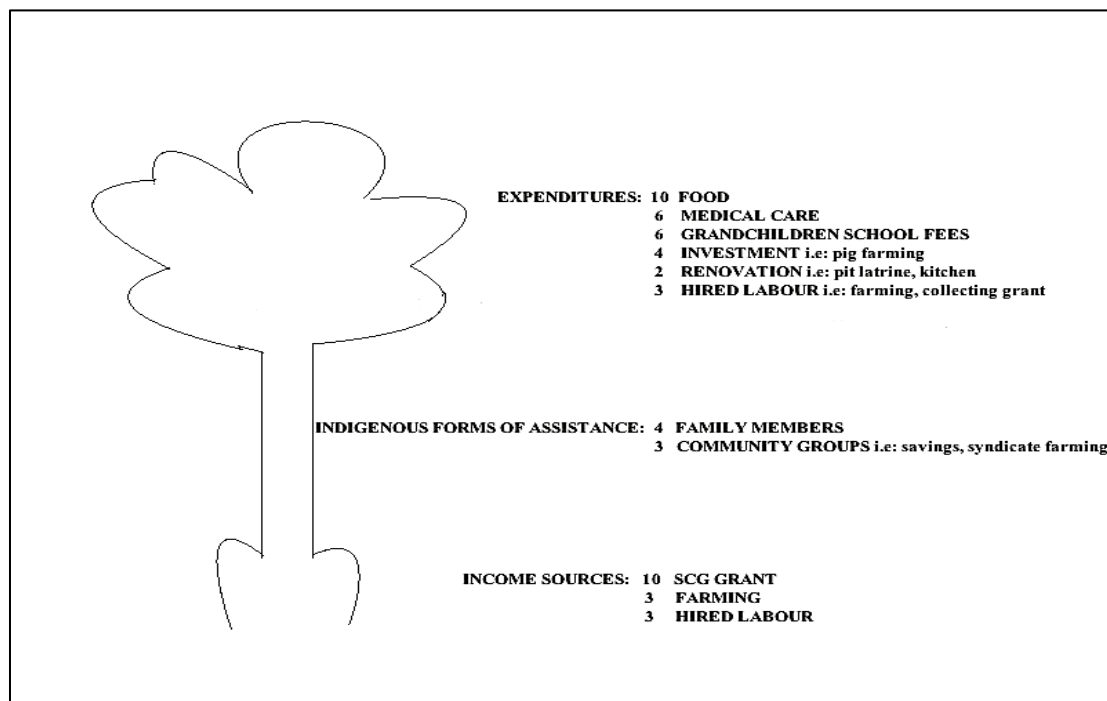 EXPENDITURES: 10 FOOD
6 MEDICAL CARE
6 GRANDCHILDREN SCHOOL FEES
4 INVESTMENT i.e: pig farming
2 RENOVATION i.e: pit latrine, kitchen
3 HIRED LABOUR i.e: farming, collecting grant
INDIGENOUS FORMS OF ASSISTANCE: 4 FAMILY MEMBERS
3 COMMUNITY GROUPS i.e: savings, syndicate farming
INCOME SOURCES: 10 SCG GRANT
3 FARMING
3 HIRED LABOUR